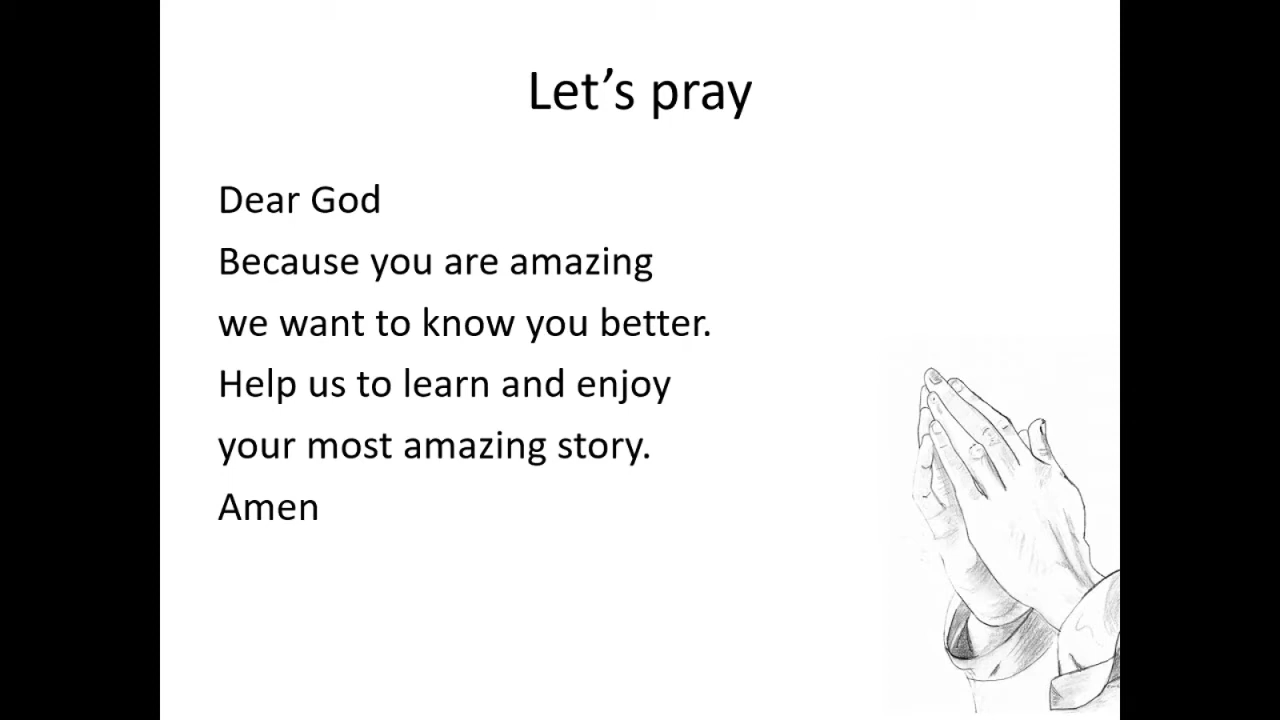 Let’s pray
Dear God
Because you are amazing
we want to know you better.
Help us to learn and enjoy
your most amazing story.
Amen